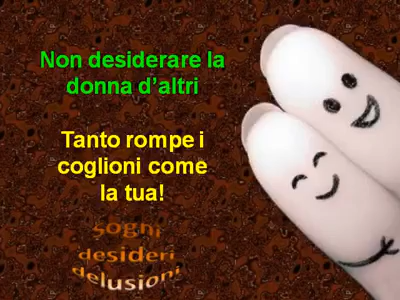 Non desiderare la
donna d'altri
Tanto rompe i
coglioni come
la tua!
sogni
desideri
delusioni